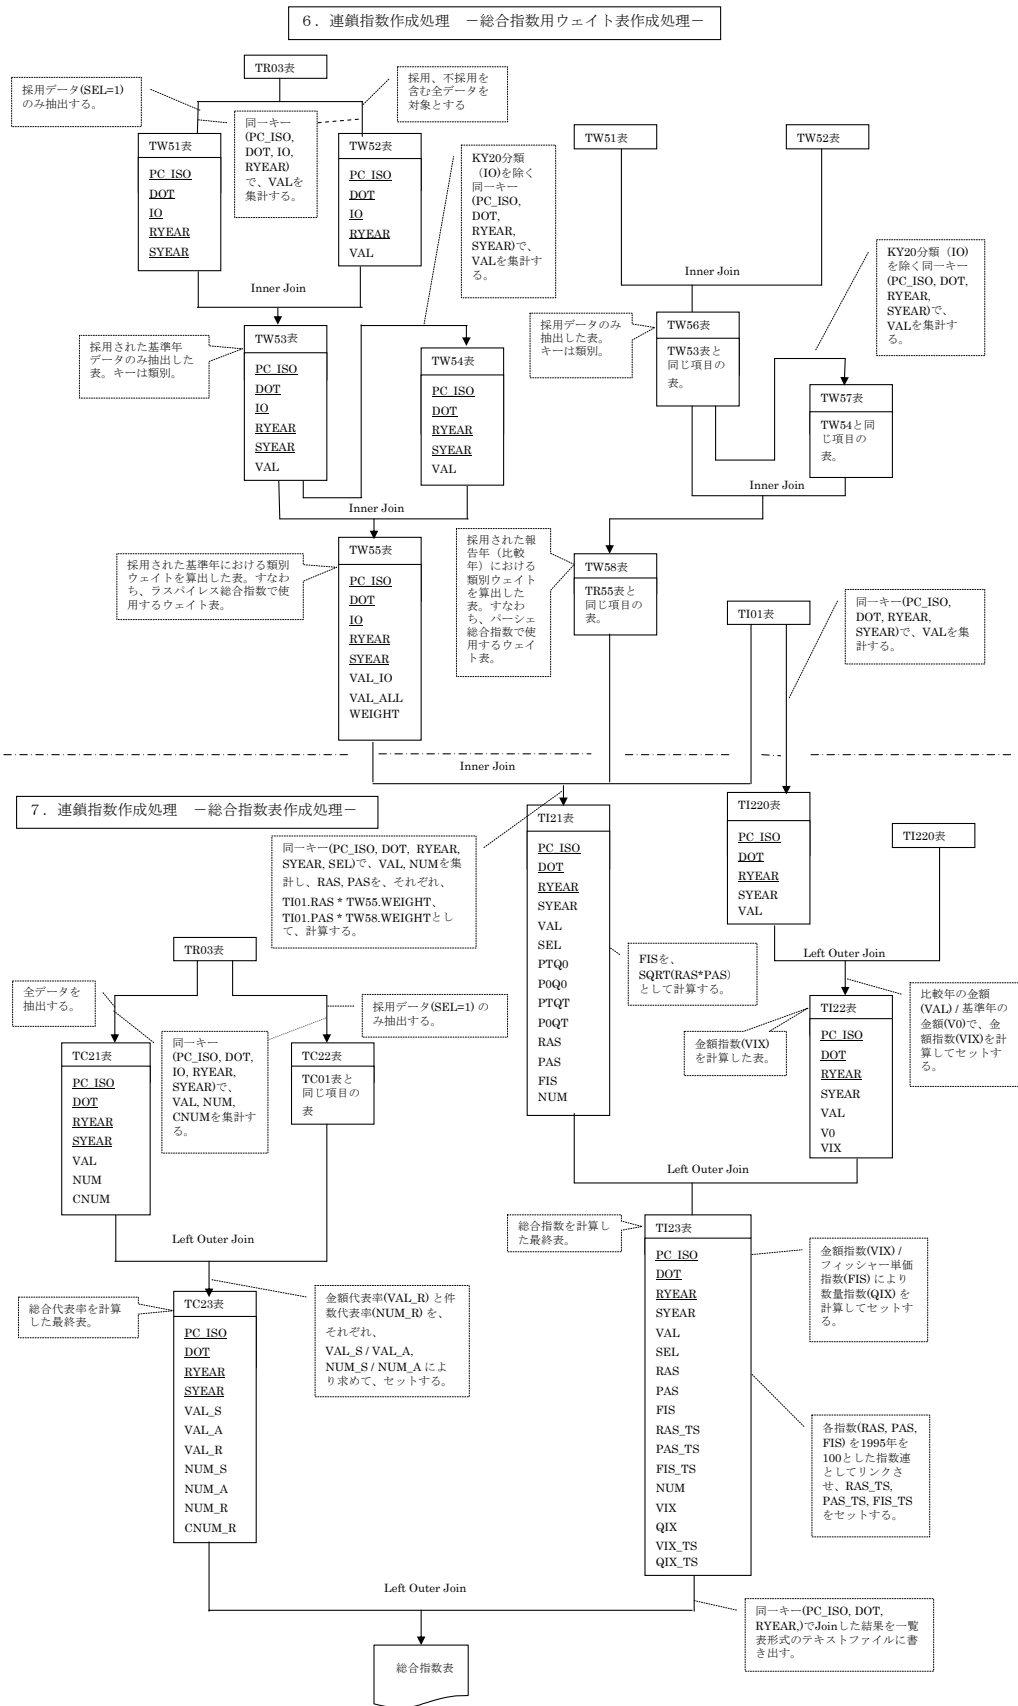 ６．連鎖指数作成処理　－総合指数用ウェイト表作成処理－
TR03表
採用データ(SEL=1)
のみ抽出する。
採用、不採用を
含む全データを
対象とする
同一キー
(PC_ISO,
DOT, IO,
RYEAR)
で、VALを
集計する。
TW51表
PC_ISO
DOT
IO
RYEAR
SYEAR
TW52表
PC_ISO
DOT
IO
RYEAR
VAL
KY20分類
（IO)を除く
同一キー
(PC_ISO,
DOT,
RYEAR,
SYEAR)で、
VALを集計す
る。
TW51表
TW52表
KY20分類（IO)
を除く同一キー
(PC_ISO, DOT,
RYEAR,
SYEAR)で、
VALを集計す
る。
Inner Join
Inner Join
採用された基準年
データのみ抽出した
表。キーは類別。
TW53表
PC_ISO
DOT
IO
RYEAR
SYEAR
VAL
TW54表
PC_ISO
DOT
RYEAR
SYEAR
VAL
採用データのみ
抽出した表。
キーは類別。
TW56表
TW53表と
同じ項目の
表。
TW57表
TW54と同
じ項目の
表。
Inner Join
Inner Join
採用された基準年における類別
ウェイトを算出した表。すなわ
ち、ラスパイレス総合指数で使
用するウェイト表。
TW55表
PC_ISO
DOT
IO
RYEAR
SYEAR
VAL_IO
VAL_ALL
WEIGHT
採用された報
告年（比較
年）における
類別ウェイト
を算出した
表。すなわ
ち、パーシェ
総合指数で使
用するウェイ
ト表。
TW58表
TR55表と
同じ項目の
表。
TI01表
同一キー(PC_ISO,
DOT, RYEAR,
SYEAR)で、VALを集
計する。
Inner Join
７．連鎖指数作成処理　－総合指数表作成処理－
同一キー(PC_ISO, DOT, RYEAR,
SYEAR, SEL)で、VAL, NUMを集
計し、RAS, PASを、それぞれ、
TI01.RAS * TW55.WEIGHT、
TI01.PAS * TW58.WEIGHTとし
て、計算する。
TI21表
PC_ISO
DOT
RYEAR
SYEAR
VAL
SEL
PTQ0
P0Q0
PTQT
P0QT
RAS
PAS
FIS
NUM
TI220表
PC_ISO
DOT
RYEAR
SYEAR
VAL
TI220表
Left Outer Join
FISを、
SQRT(RAS*PAS)
として計算する。
金額指数(VIX)
を計算した表。
TI22表
PC_ISO
DOT
RYEAR
SYEAR
VAL
V0
VIX
比較年の金額
(VAL) / 基準年の
金額(V0)で、金
額指数(VIX)を計
算してセットす
る。
TR03表
全データを
抽出する。
採用データ(SEL=1) の
み抽出する。
同一キー
(PC_ISO, DOT,
IO, RYEAR,
SYEAR)で、
VAL, NUM,
CNUMを集計す
る。
TC21表
PC_ISO
DOT
RYEAR
SYEAR
VAL
NUM
CNUM
TC22表
TC01表と
同じ項目の
表
Left Outer Join
Left Outer Join
総合代表率を計算
した最終表。
TC23表
PC_ISO
DOT
RYEAR
SYEAR
VAL_S
VAL_A
VAL_R
NUM_S
NUM_A
NUM_R
CNUM_R
金額代表率(VAL_R) と件
数代表率(NUM_R) を、
それぞれ、
VAL_S / VAL_A,
NUM_S / NUM_A によ
り求めて、セットする。
総合指数を計算し
た最終表。
TI23表
PC_ISO
DOT
RYEAR
SYEAR
VAL
SEL
RAS
PAS
FIS
RAS_TS
PAS_TS
FIS_TS
NUM
VIX
QIX
VIX_TS
QIX_TS
金額指数(VIX) /
フィッシャー単価
指数(FIS) により
数量指数(QIX) を
計算してセットす
る。
各指数(RAS, PAS,
FIS) を1995年を
100とした指数連
としてリンクさ
せ、RAS_TS,
PAS_TS, FIS_TS
をセットする。
Left Outer Join
同一キー(PC_ISO, DOT,
RYEAR,)でJoinした結果を一覧
表形式のテキストファイルに書
き出す。
総合指数表